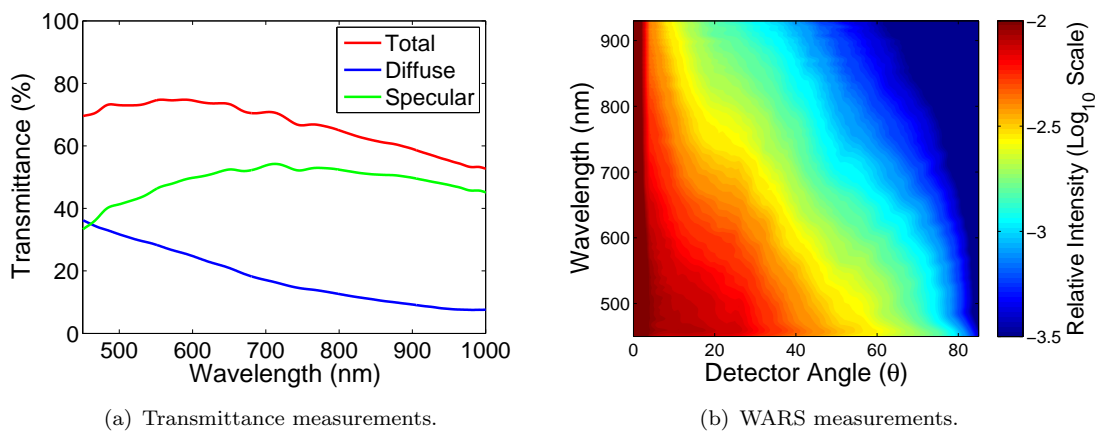 100
80
60
40
20
0
Transmittance (%)
Total
Diffuse
Specular
500 600 700 800 900 1000
Wavelength (nm)
(a) Transmittance measurements.
900
800
700
600
500
Wavelength (nm)
0 20 40 60 80
Detector Angle (θ)
−2
−2.5
−3
−3.5
Relative Intensity (Log10 Scale)
(b) WARS measurements.